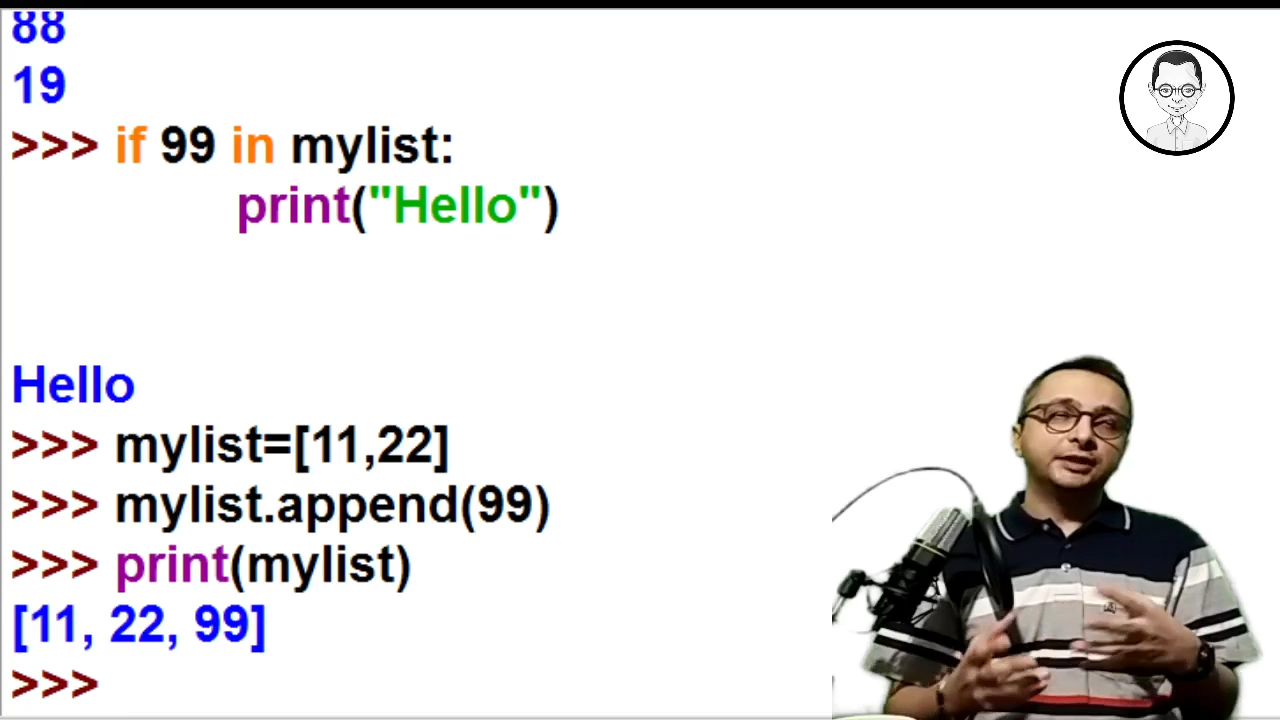 88
19
>>> if 99 in mylist:
print("Hello")
Hello
>>> mylist=[11,22]
>>> mylist.append(99)
>>> print(mylist)
[11, 22, 99]
>>>